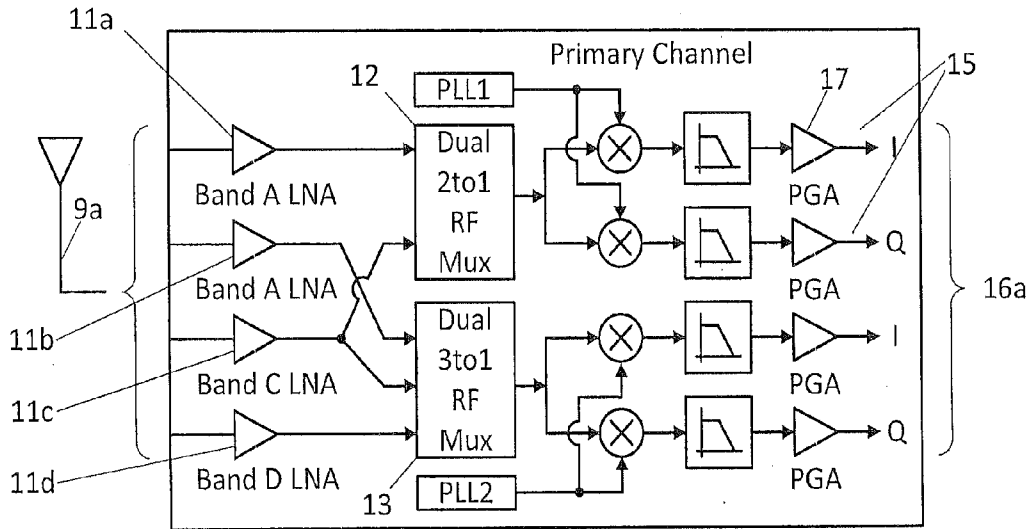 11a
Primary Channel
12
PLL1
17
15
Dual
2to1
RF
Mux
I
9a
Band A LNA
PGA
Q
Band A LNA
PGA
16a
11b
Dual
3to1
RF
Mux
I
Band C LNA
PGA
11c
Q
11d
Band D LNA
13
PLL2
PGA